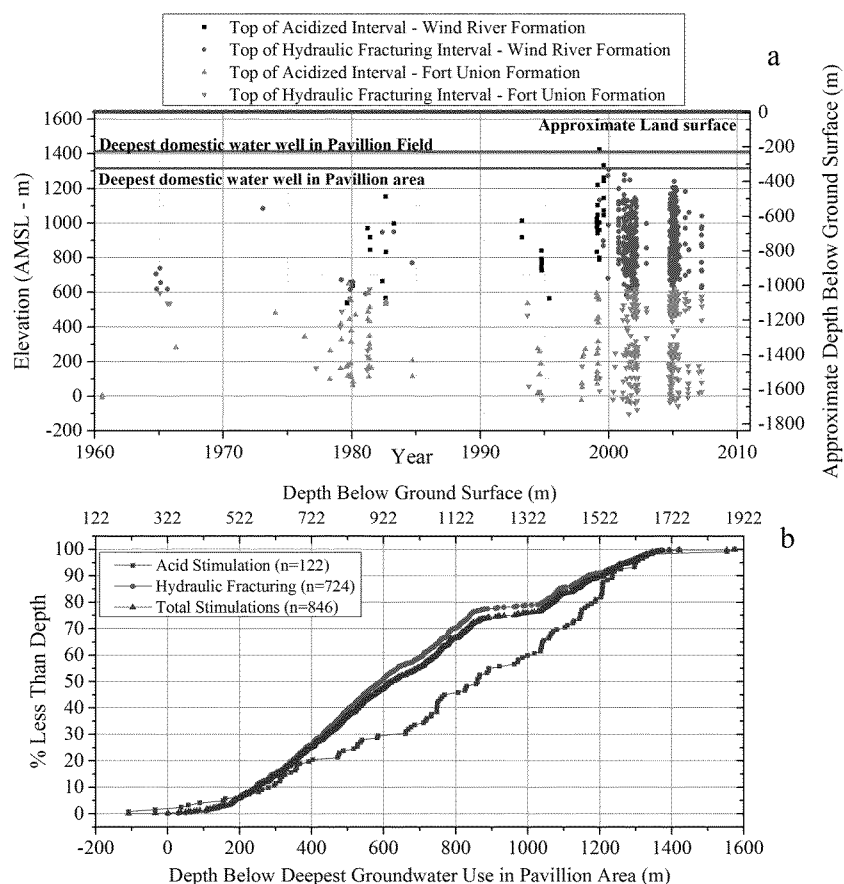 Top of Acidized Interval - Wind River Formation
Top of Hydraulic Fracturing Interval - Wind River Formation
Top of Acidized Interval - Fort Union Formation
Top of Hydraulic Fracturing Interval - Fort Union Formation
a
Approximate Land surface
Deepest domestic water well in Pavillion Field
Deepest domestic water well in Pavillion area
Elevation (AMSL - m)
1600
1400
1200
1000
800
600
400
200
0
-200
Approximate Depth Below Ground Surface (m)
0
-200
-400
-600
-800
-1000
-1200
-1400
-1600
-1800
1960 1970 1980 1990 2000 2010
Year
Depth Below Ground Surface (m)
122 322 522 722 922 1122 1322 1522 1722 1922
b
Acid Stimulation (n=122)
Hydraulic Fracturing (n=724)
Total Stimulations (n=846)
% Less Than Depth
100
90
80
70
60
50
40
30
20
10
0
-200 0 200 400 600 800 1000 1200 1400 1600
Depth Below Deepest Groundwater Use in Pavillion Area (m)